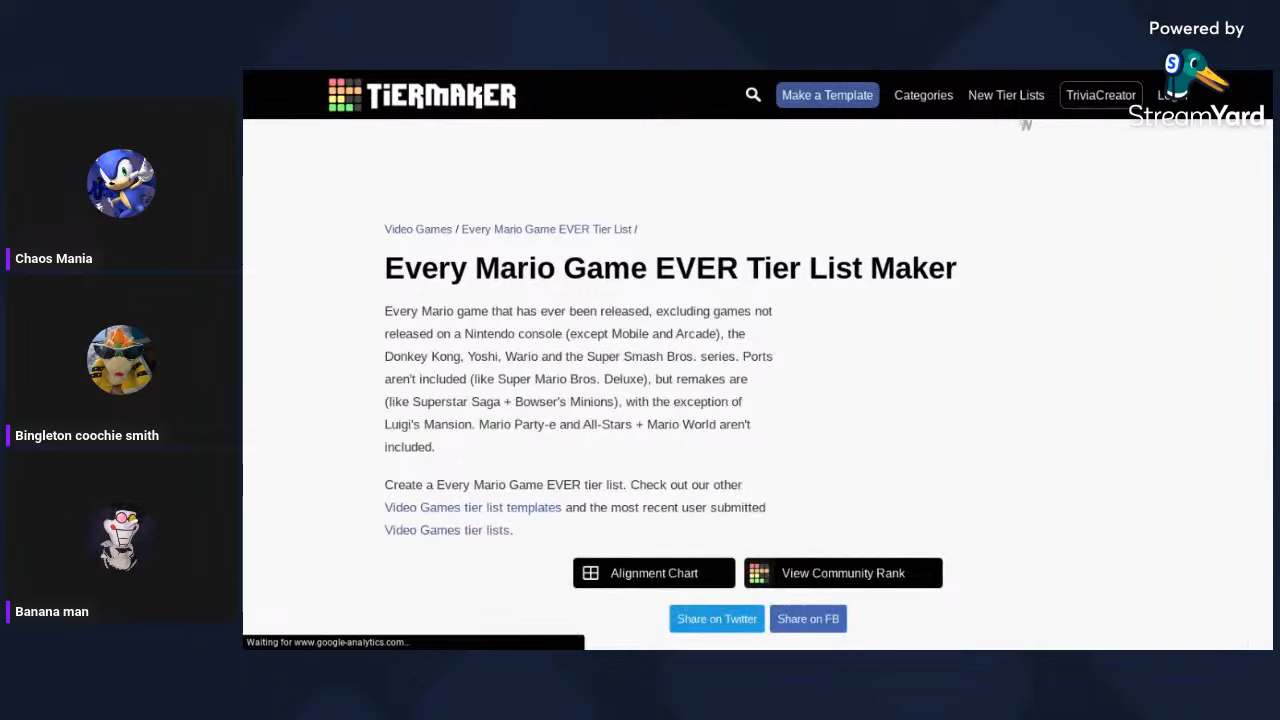 Powered by
StreamYard
TiERMAKER
Make a Template
Categories
New Tier Lists
TriviaCreator
Chaos Mania
Bingleton coochie smith
Banana man
Video Games / Every Mario Game EVER Tier List /
Every Mario Game EVER Tier List Maker
Every Mario game that has ever been released, excluding games not
released on a Nintendo console (except Mobile and Arcade), the
Donkey Kong, Yoshi, Wario and the Super Smash Bros. series. Ports
aren't included (like Super Mario Bros. Deluxe), but remakes are
(like Superstar Saga + Bowser's Minions), with the exception of
Luigi's Mansion. Mario Party-e and All-Stars + Mario World aren't
included.
Create a Every Mario Game EVER tier list. Check out our other
Video Games tier list templates and the most recent user submitted
Video Games tier lists.
Alignment Chart
View Community Rank
Share on Twitter
Share on FB
Waiting for www.google-analytics.com...